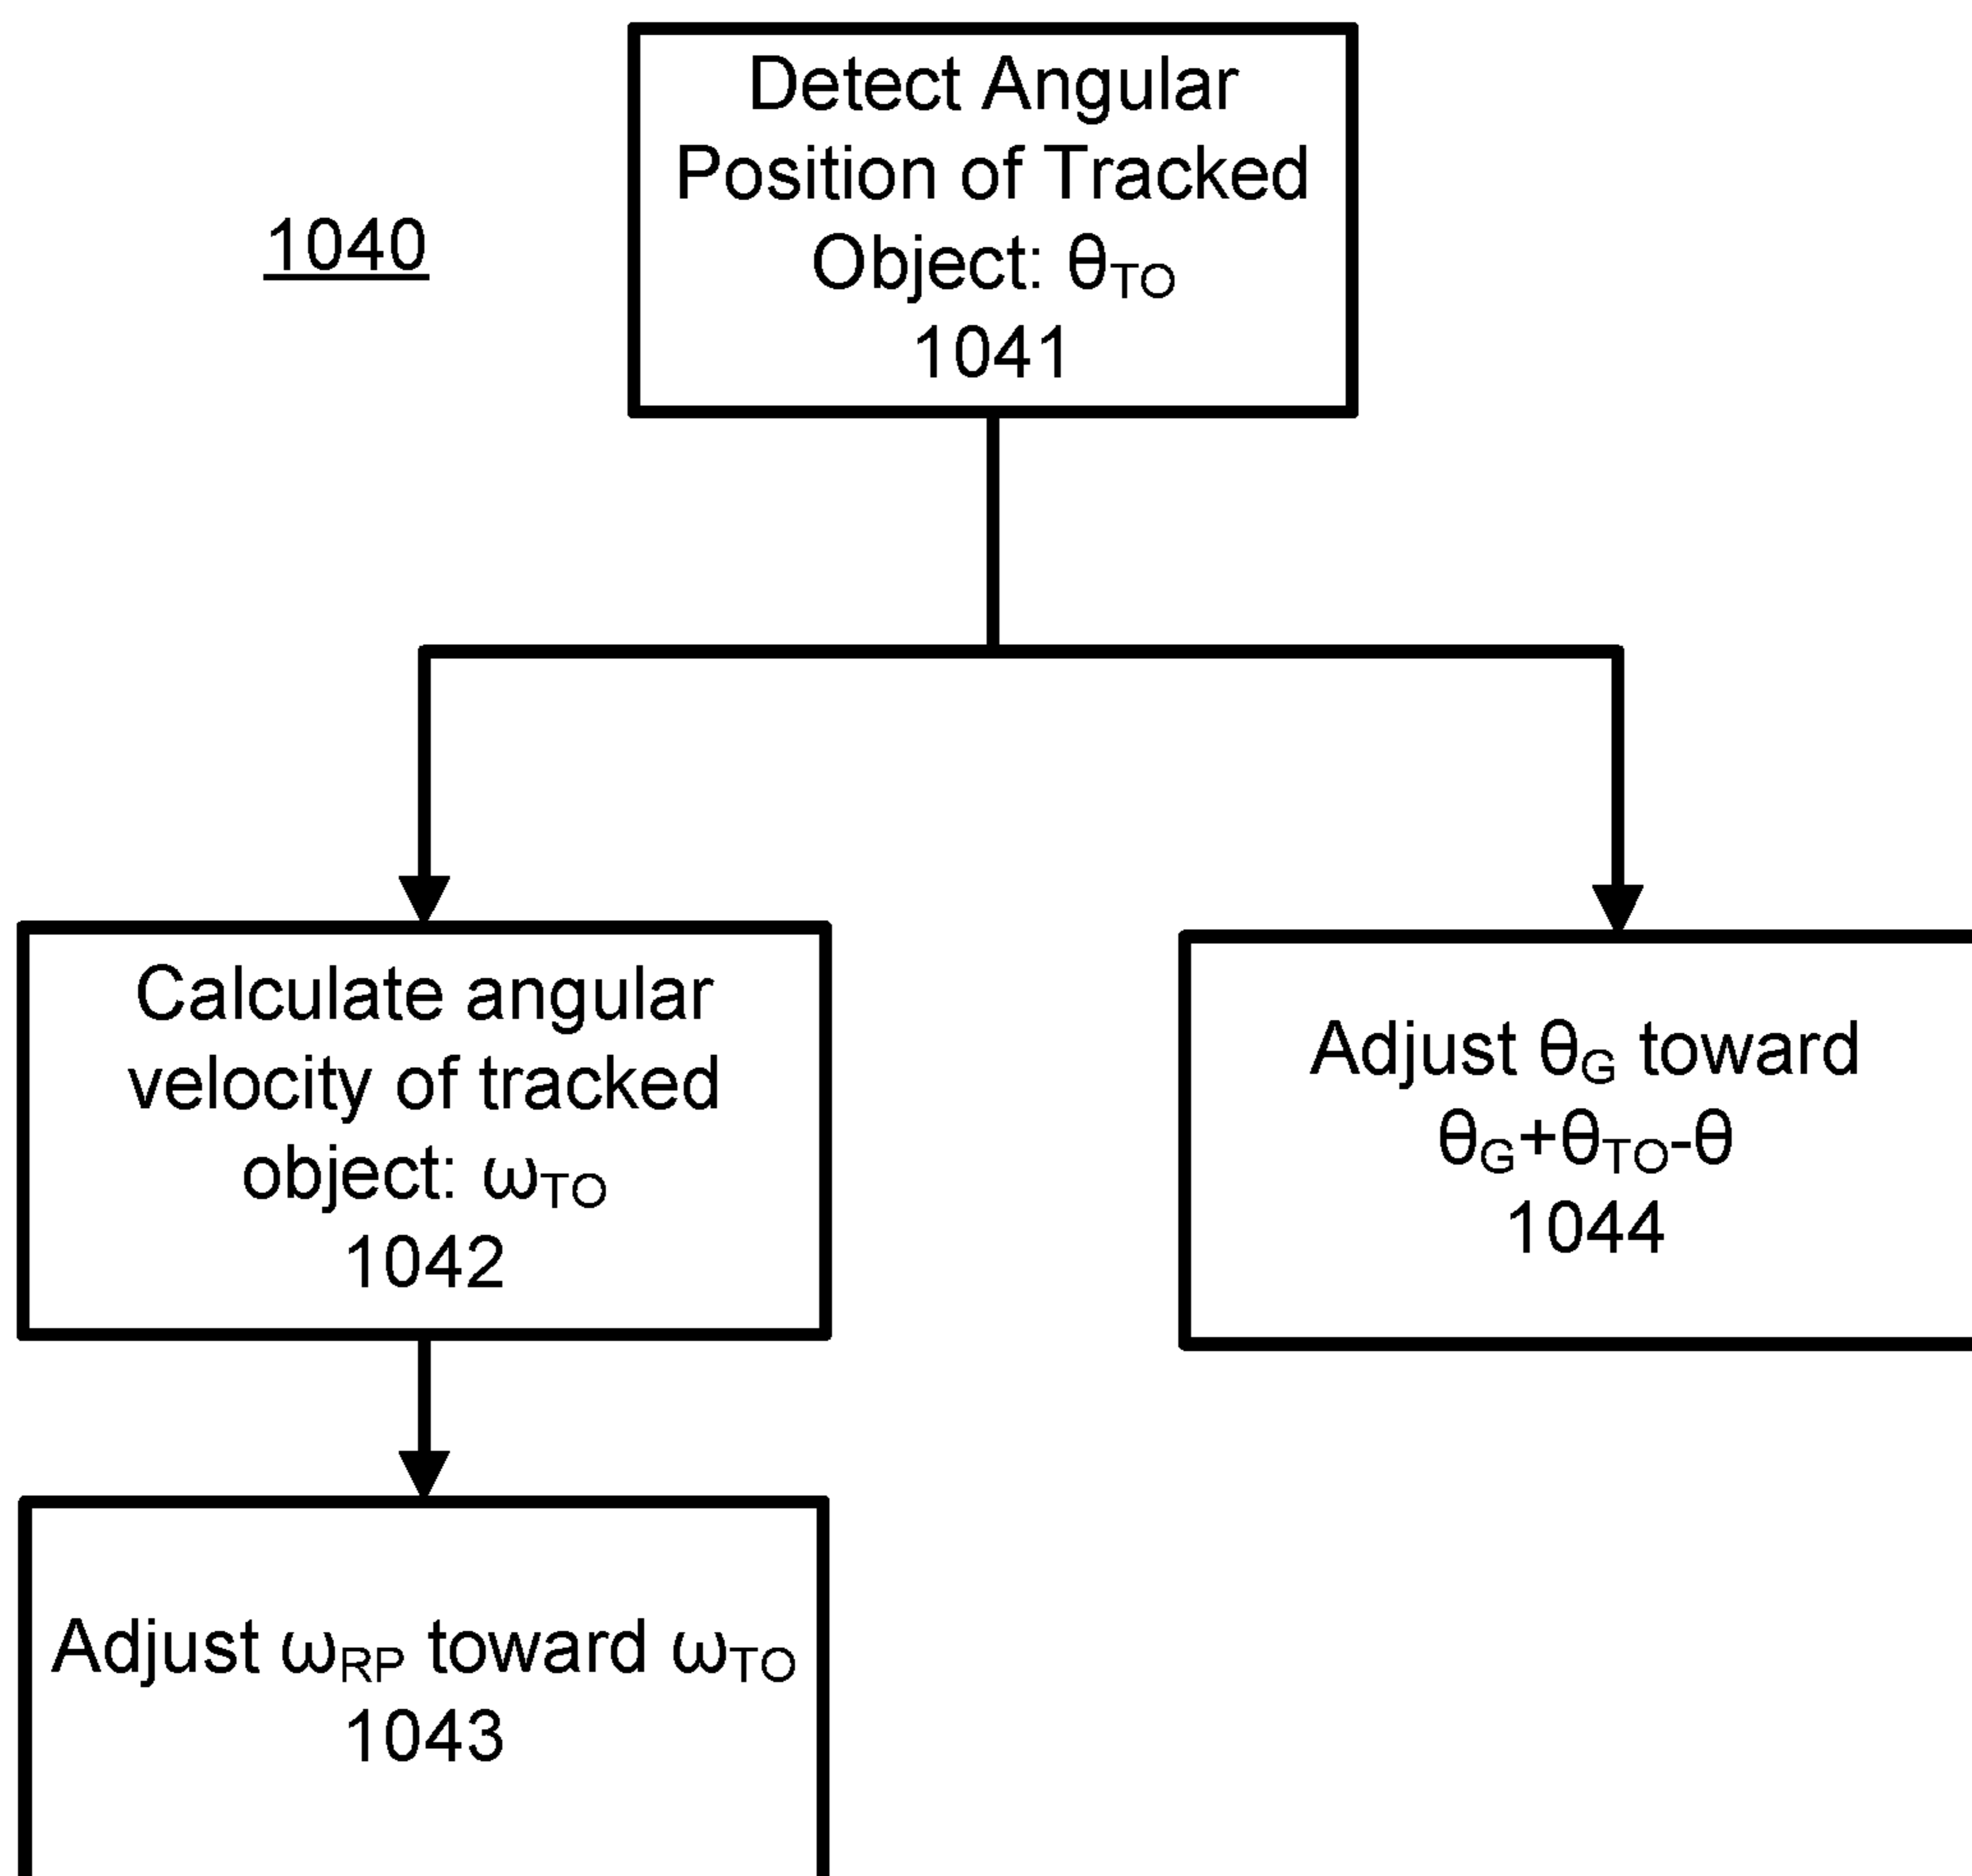 Detect Angular
Position of Tracked
Object: θTO
1041
1040
Calculate angular
velocity of tracked
object: ωTO
1042
Adjust θG toward
θG+θTO-θ
1044
Adjust ωRP toward ωTO
1043